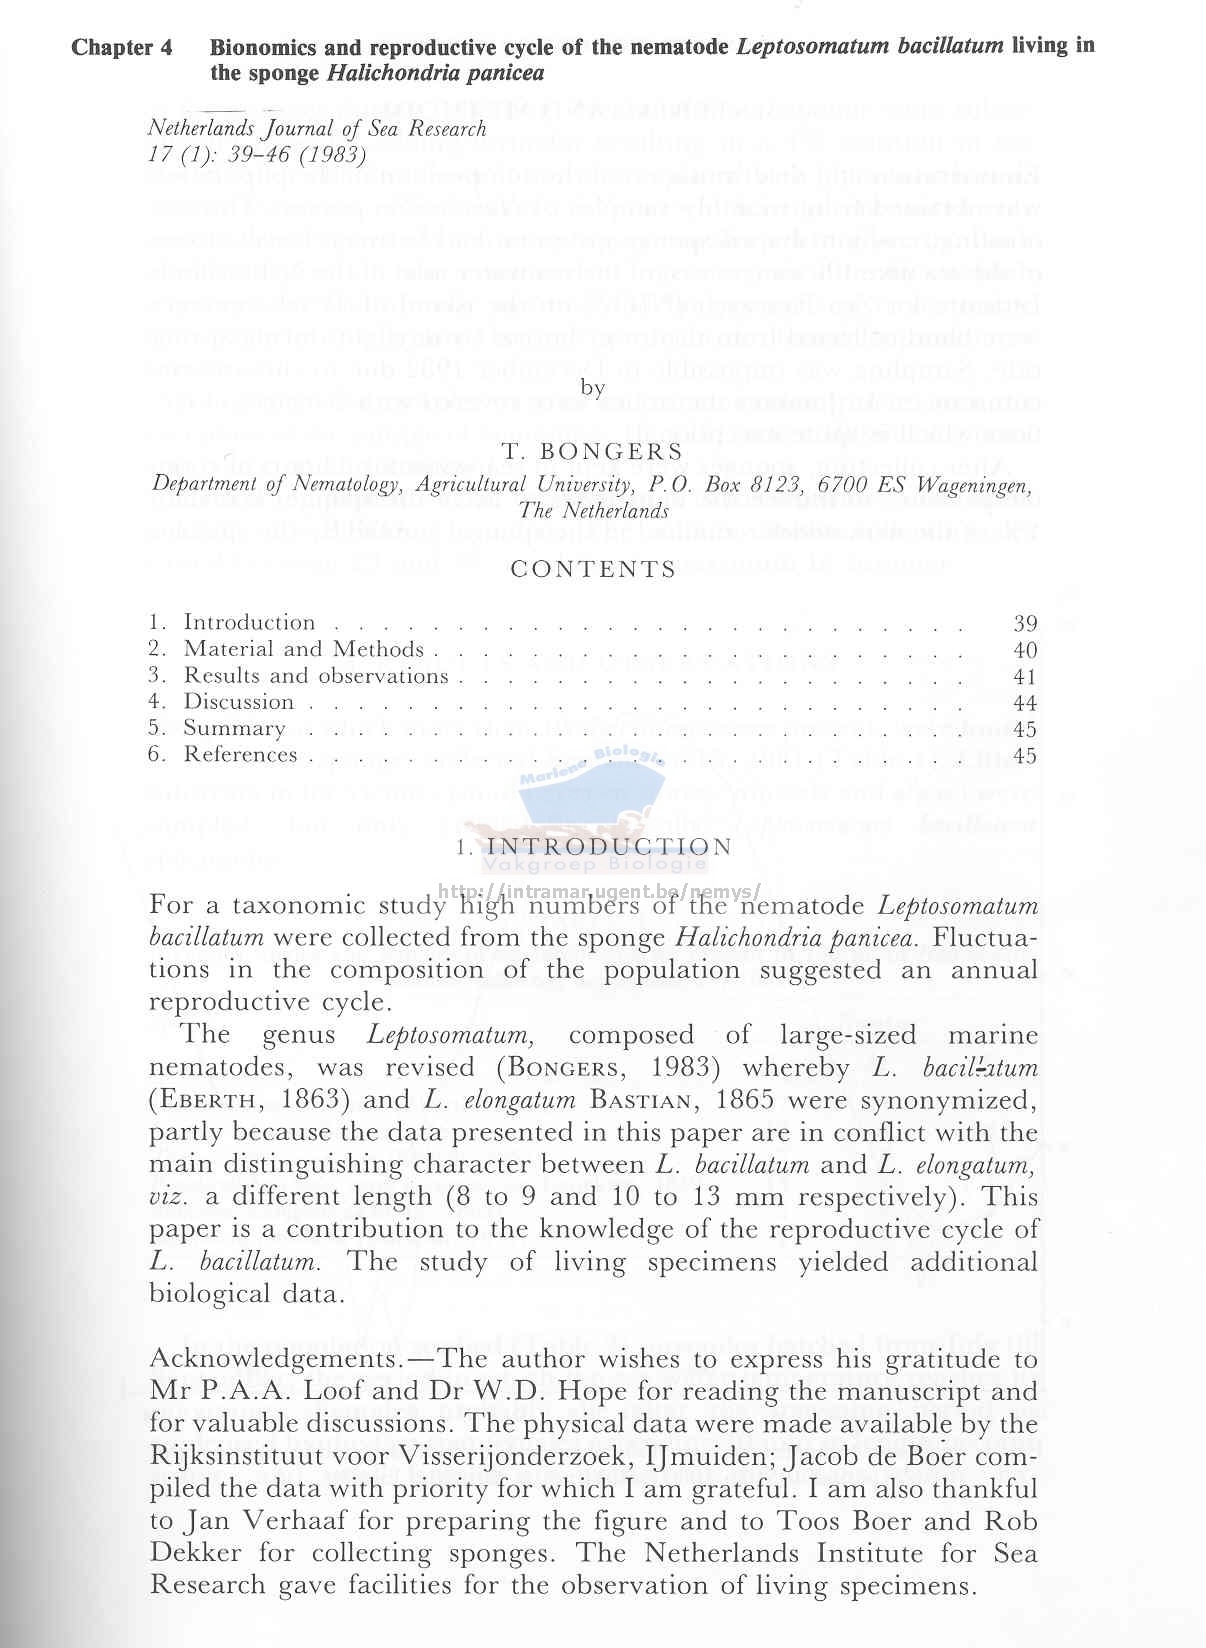 Chapter 4 Bionomics and reproductive cycle of the nematode Leptosomatum bacillatum living in
the sponge Halichondria panicea
Netherlands Journal of Sea Research
17 (1): 39–46 (1983)
by
T. BONGERS
Department of Nematology, Agricultural University, P.O. Box 8123, 6700 ES Wageningen,
The Netherlands
CONTENTS
1. Introduction . . . . . . . . . . . . . . . . . . . . . . . . . . 39
2. Material and Methods . . . . . . . . . . . . . . . . . . . . . . 40
3. Results and observations . . . . . . . . . . . . . . . . . . . . . 41
4. Discussion . . . . . . . . . . . . . . . . . . . . . . . . . . . 44
5. Summary . . . . . . . . . . . . . . . . . . . . . . . . . . . 45
6. References . . . . . . . . . . . . . . . . . . . . . . . . . . . 45
Mariene Biologie
1. INTRODUCTION
Vakgroep Biologie
http://intramar.ugent.be/nemys/
For a taxonomic study high numbers of the nematode Leptosomatum
bacillatum were collected from the sponge Halichondria panicea. Fluctua-
tions in the composition of the population suggested an annual
reproductive cycle.
The genus Leptosomatum, composed of large-sized marine
nematodes, was revised (BONGERS, 1983) whereby L. bacillatum
(EBERTH, 1863) and L. elongatum BASTIAN, 1865 were synonymized,
partly because the data presented in this paper are in conflict with the
main distinguishing character between L. bacillatum and L. elongatum,
viz. a different length (8 to 9 and 10 to 13 mm respectively). This
paper is a contribution to the knowledge of the reproductive cycle of
L. bacillatum. The study of living specimens yielded additional
biological data.
Acknowledgements.—The author wishes to express his gratitude to
Mr P.A.A. Loof and Dr W.D. Hope for reading the manuscript and
for valuable discussions. The physical data were made available by the
Rijksinstituut voor Visserijonderzoek, IJmuiden; Jacob de Boer com-
piled the data with priority for which I am grateful. I am also thankful
to Jan Verhaaf for preparing the figure and to Toos Boer and Rob
Dekker for collecting sponges. The Netherlands Institute for Sea
Research gave facilities for the observation of living specimens.